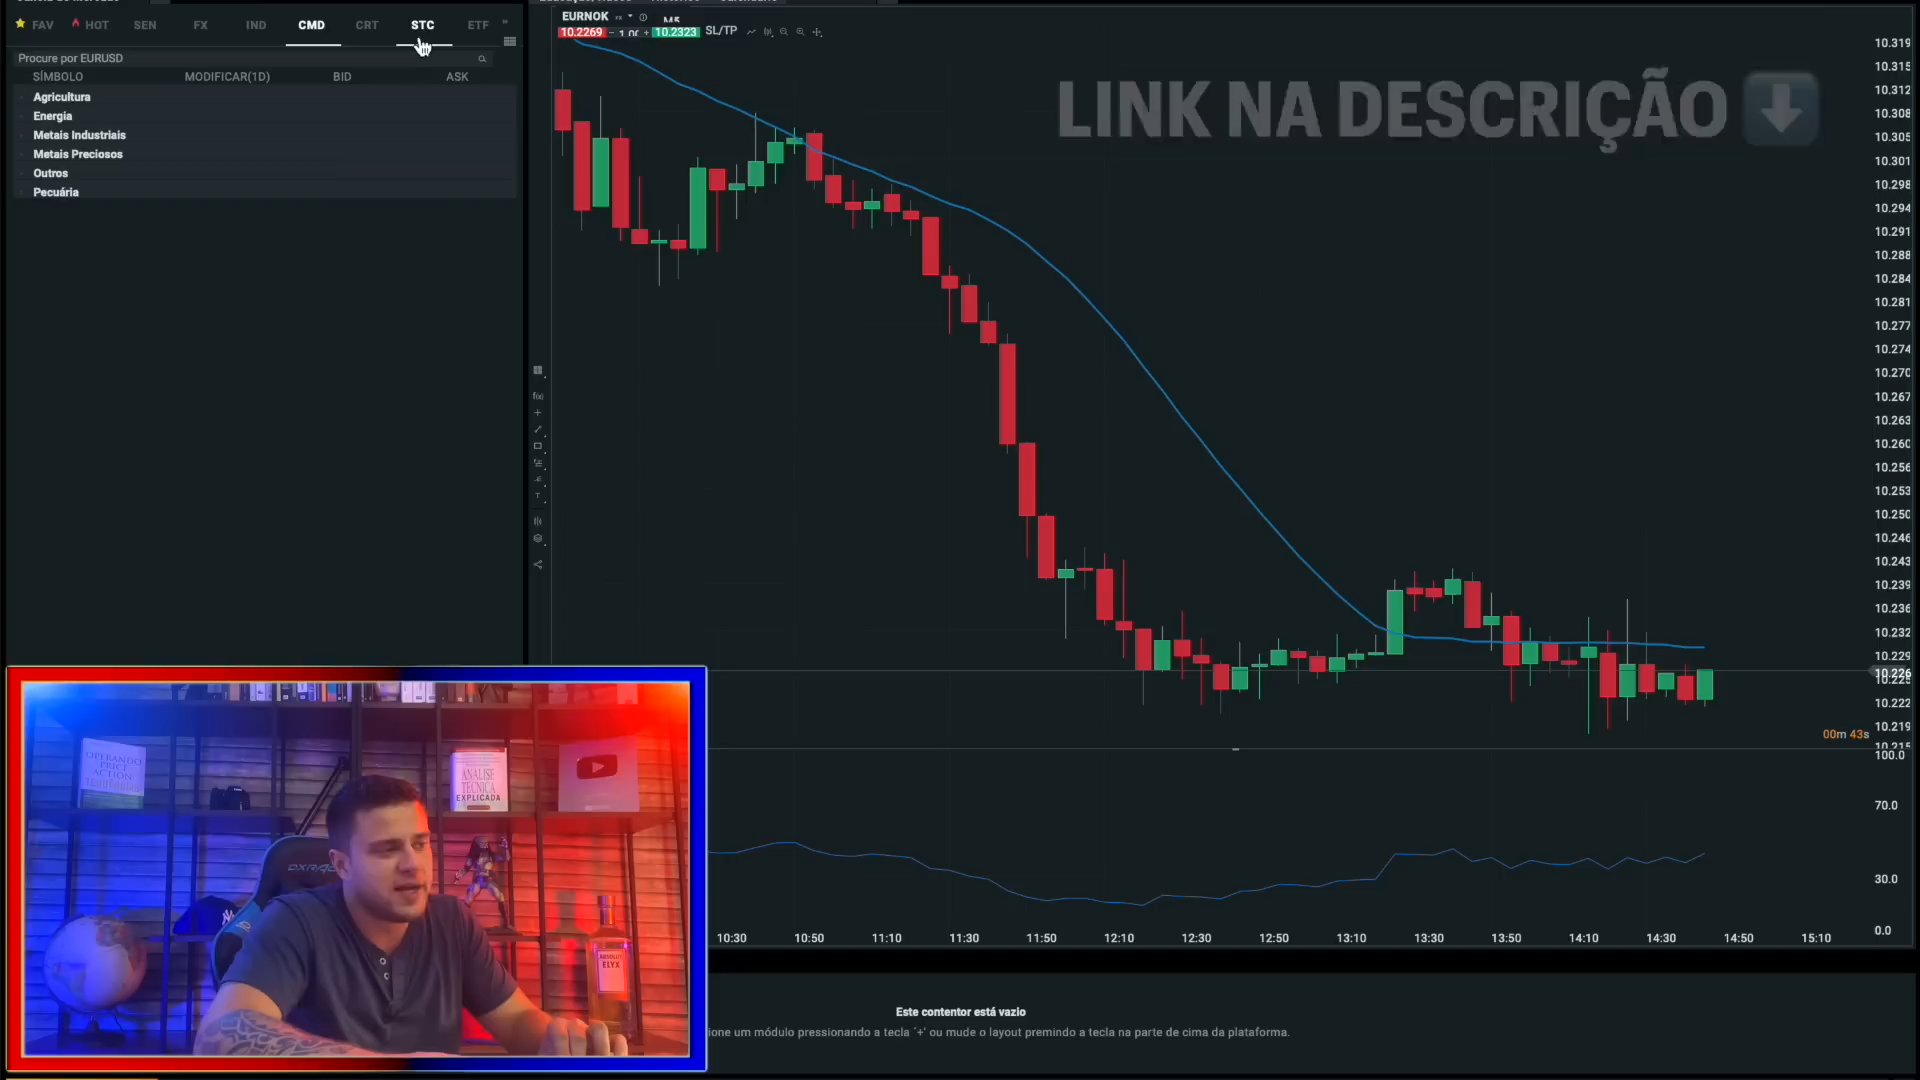 FAV HOT SEN FX IND CMD CRT STC ETF
Procure por EURUSD
SÍMBOLO MODIFICAR(1D) BID ASK
Agricultura
Energia
Metais Industriais
Metais Preciosos
Outros
Pecuária
EURNOK
10.2269 10.2323 SL/TP
LINK NA DESCRIÇÃO
10.319
10.315
10.312
10.308
10.305
10.301
10.298
10.294
10.291
10.288
10.284
10.281
10.277
10.274
10.270
10.267
10.263
10.260
10.256
10.253
10.250
10.246
10.243
10.239
10.236
10.232
10.229
10.222
10.219
00m 43s
100.0
70.0
30.0
0.0
10:30 10:50 11:10 11:30 11:50 12:10 12:30 12:50 13:10 13:30 13:50 14:10 14:30 14:50 15:10
OPERANDO
PRICE
ACTION
ANÁLISE
TÉCNICA
EXPLICADA
ABSOLUT
ELYX
Este contentor está vazio
ione um módulo pressionando a tecla '+' ou mude o layout premindo a tecla na parte de cima da plataforma.